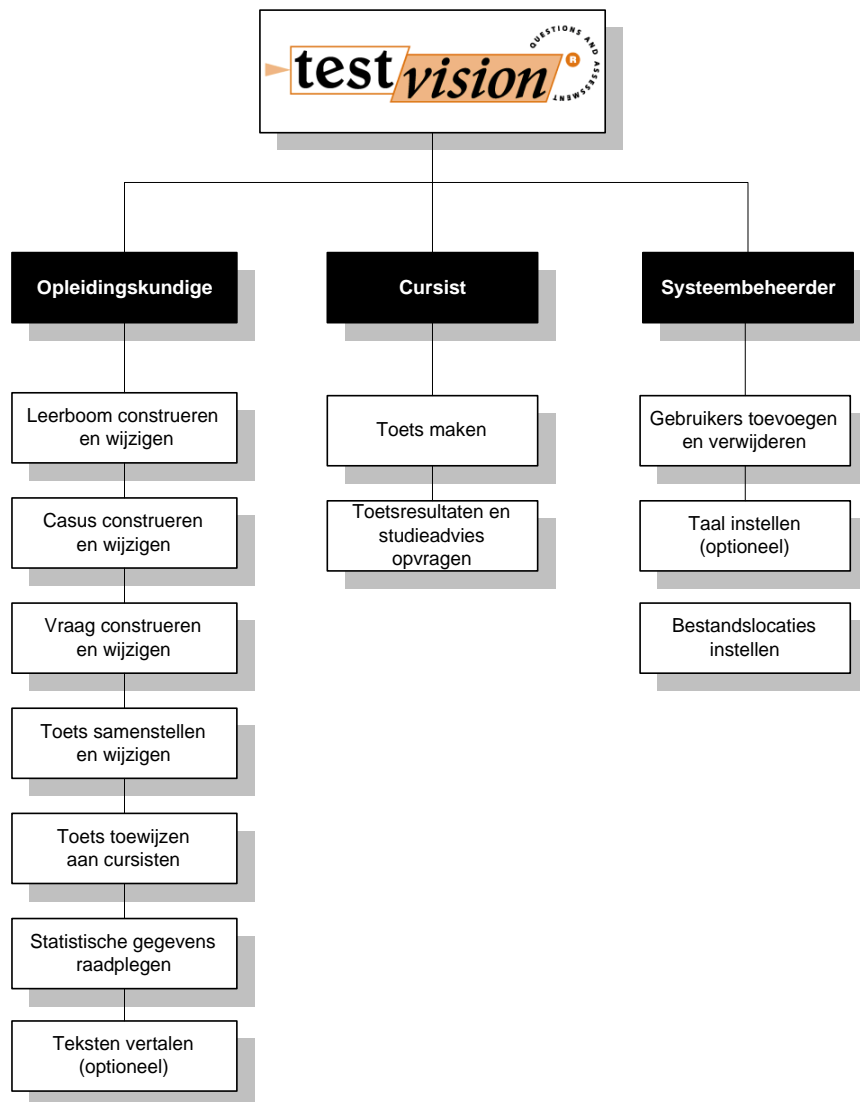 test vision
QUESTIONS AND ASSESSMENT
R
Opleidingskundige
Leerboom construeren
en wijzigen
Casus construeren
en wijzigen
Vraag construeren
en wijzigen
Toets samenstellen
en wijzigen
Toets toewijzen
aan cursisten
Statistische gegevens
raadplegen
Teksten vertalen
(optioneel)
Cursist
Toets maken
Toetsresultaten en
studieadvies
opvragen
Systeembeheerder
Gebruikers toevoegen
en verwijderen
Taal instellen
(optioneel)
Bestandslocaties
instellen